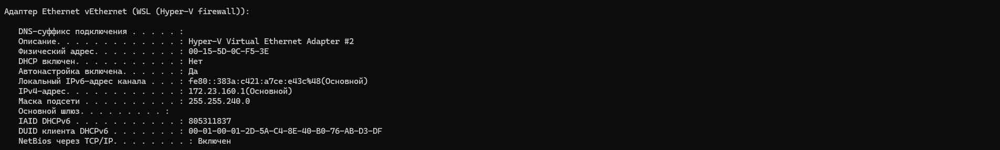 Адаптер Ethernet vEthernet (WSL (Hyper-V firewall)):
DNS-суффикс подключения . . . . . :
Описание. . . . . . . . . . . . . : Hyper-V Virtual Ethernet Adapter #2
Физический адрес. . . . . . . . . : 00-15-5D-0C-F5-3E
DHCP включен. . . . . . . . . . . : Нет
Автонастройка включена. . . . . . : Да
Локальный IPv6-адрес канала . . . : fe80::383a:c421:a7ce:e43c%48(Основной)
IPv4-адрес. . . . . . . . . . . . : 172.23.160.1(Основной)
Маска подсети . . . . . . . . . . : 255.255.240.0
Основной шлюз. . . . . . . . . :
IAID DHCPv6 . . . . . . . . . . . : 805311837
DUID клиента DHCPv6 . . . . . . . : 00-01-00-01-2D-5A-C4-8E-40-B0-76-AB-D3-DF
NetBios через TCP/IP. . . . . . . . : Включен